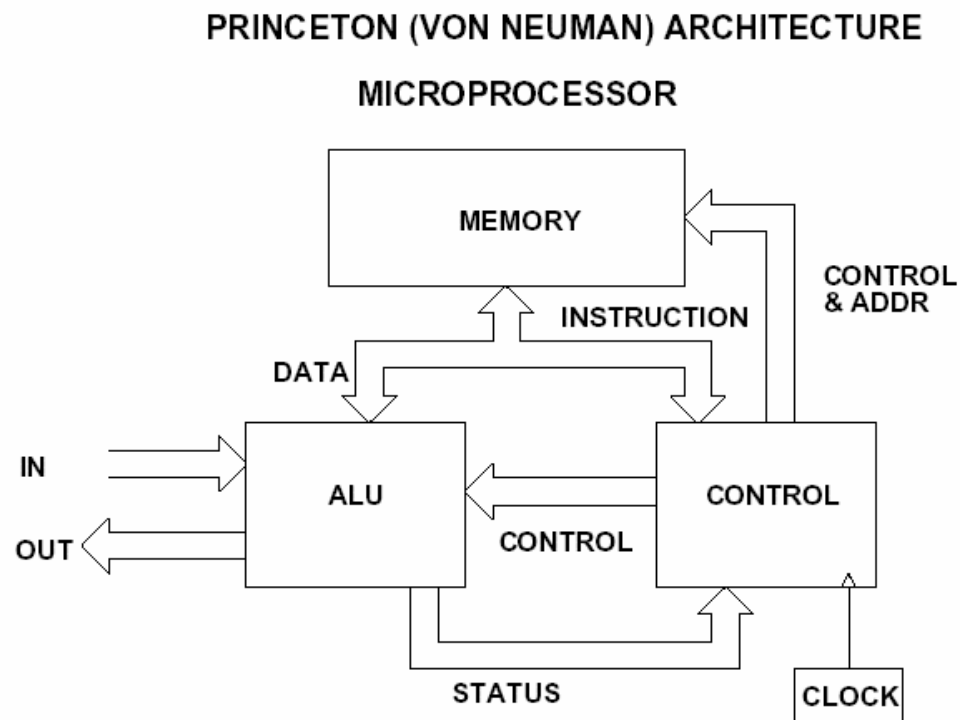 PRINCETON (VON NEUMAN) ARCHITECTURE
MICROPROCESSOR
MEMORY
CONTROL
& ADDR
INSTRUCTION
DATA
IN
ALU
CONTROL
CONTROL
OUT
STATUS
CLOCK